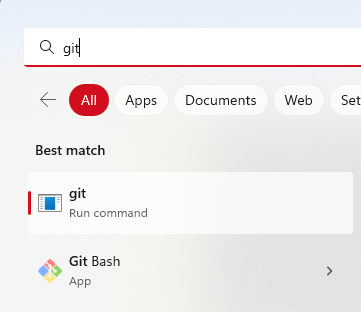 git
All
Apps
Documents
Web
Set
Best match
git
Run command
Git Bash
App